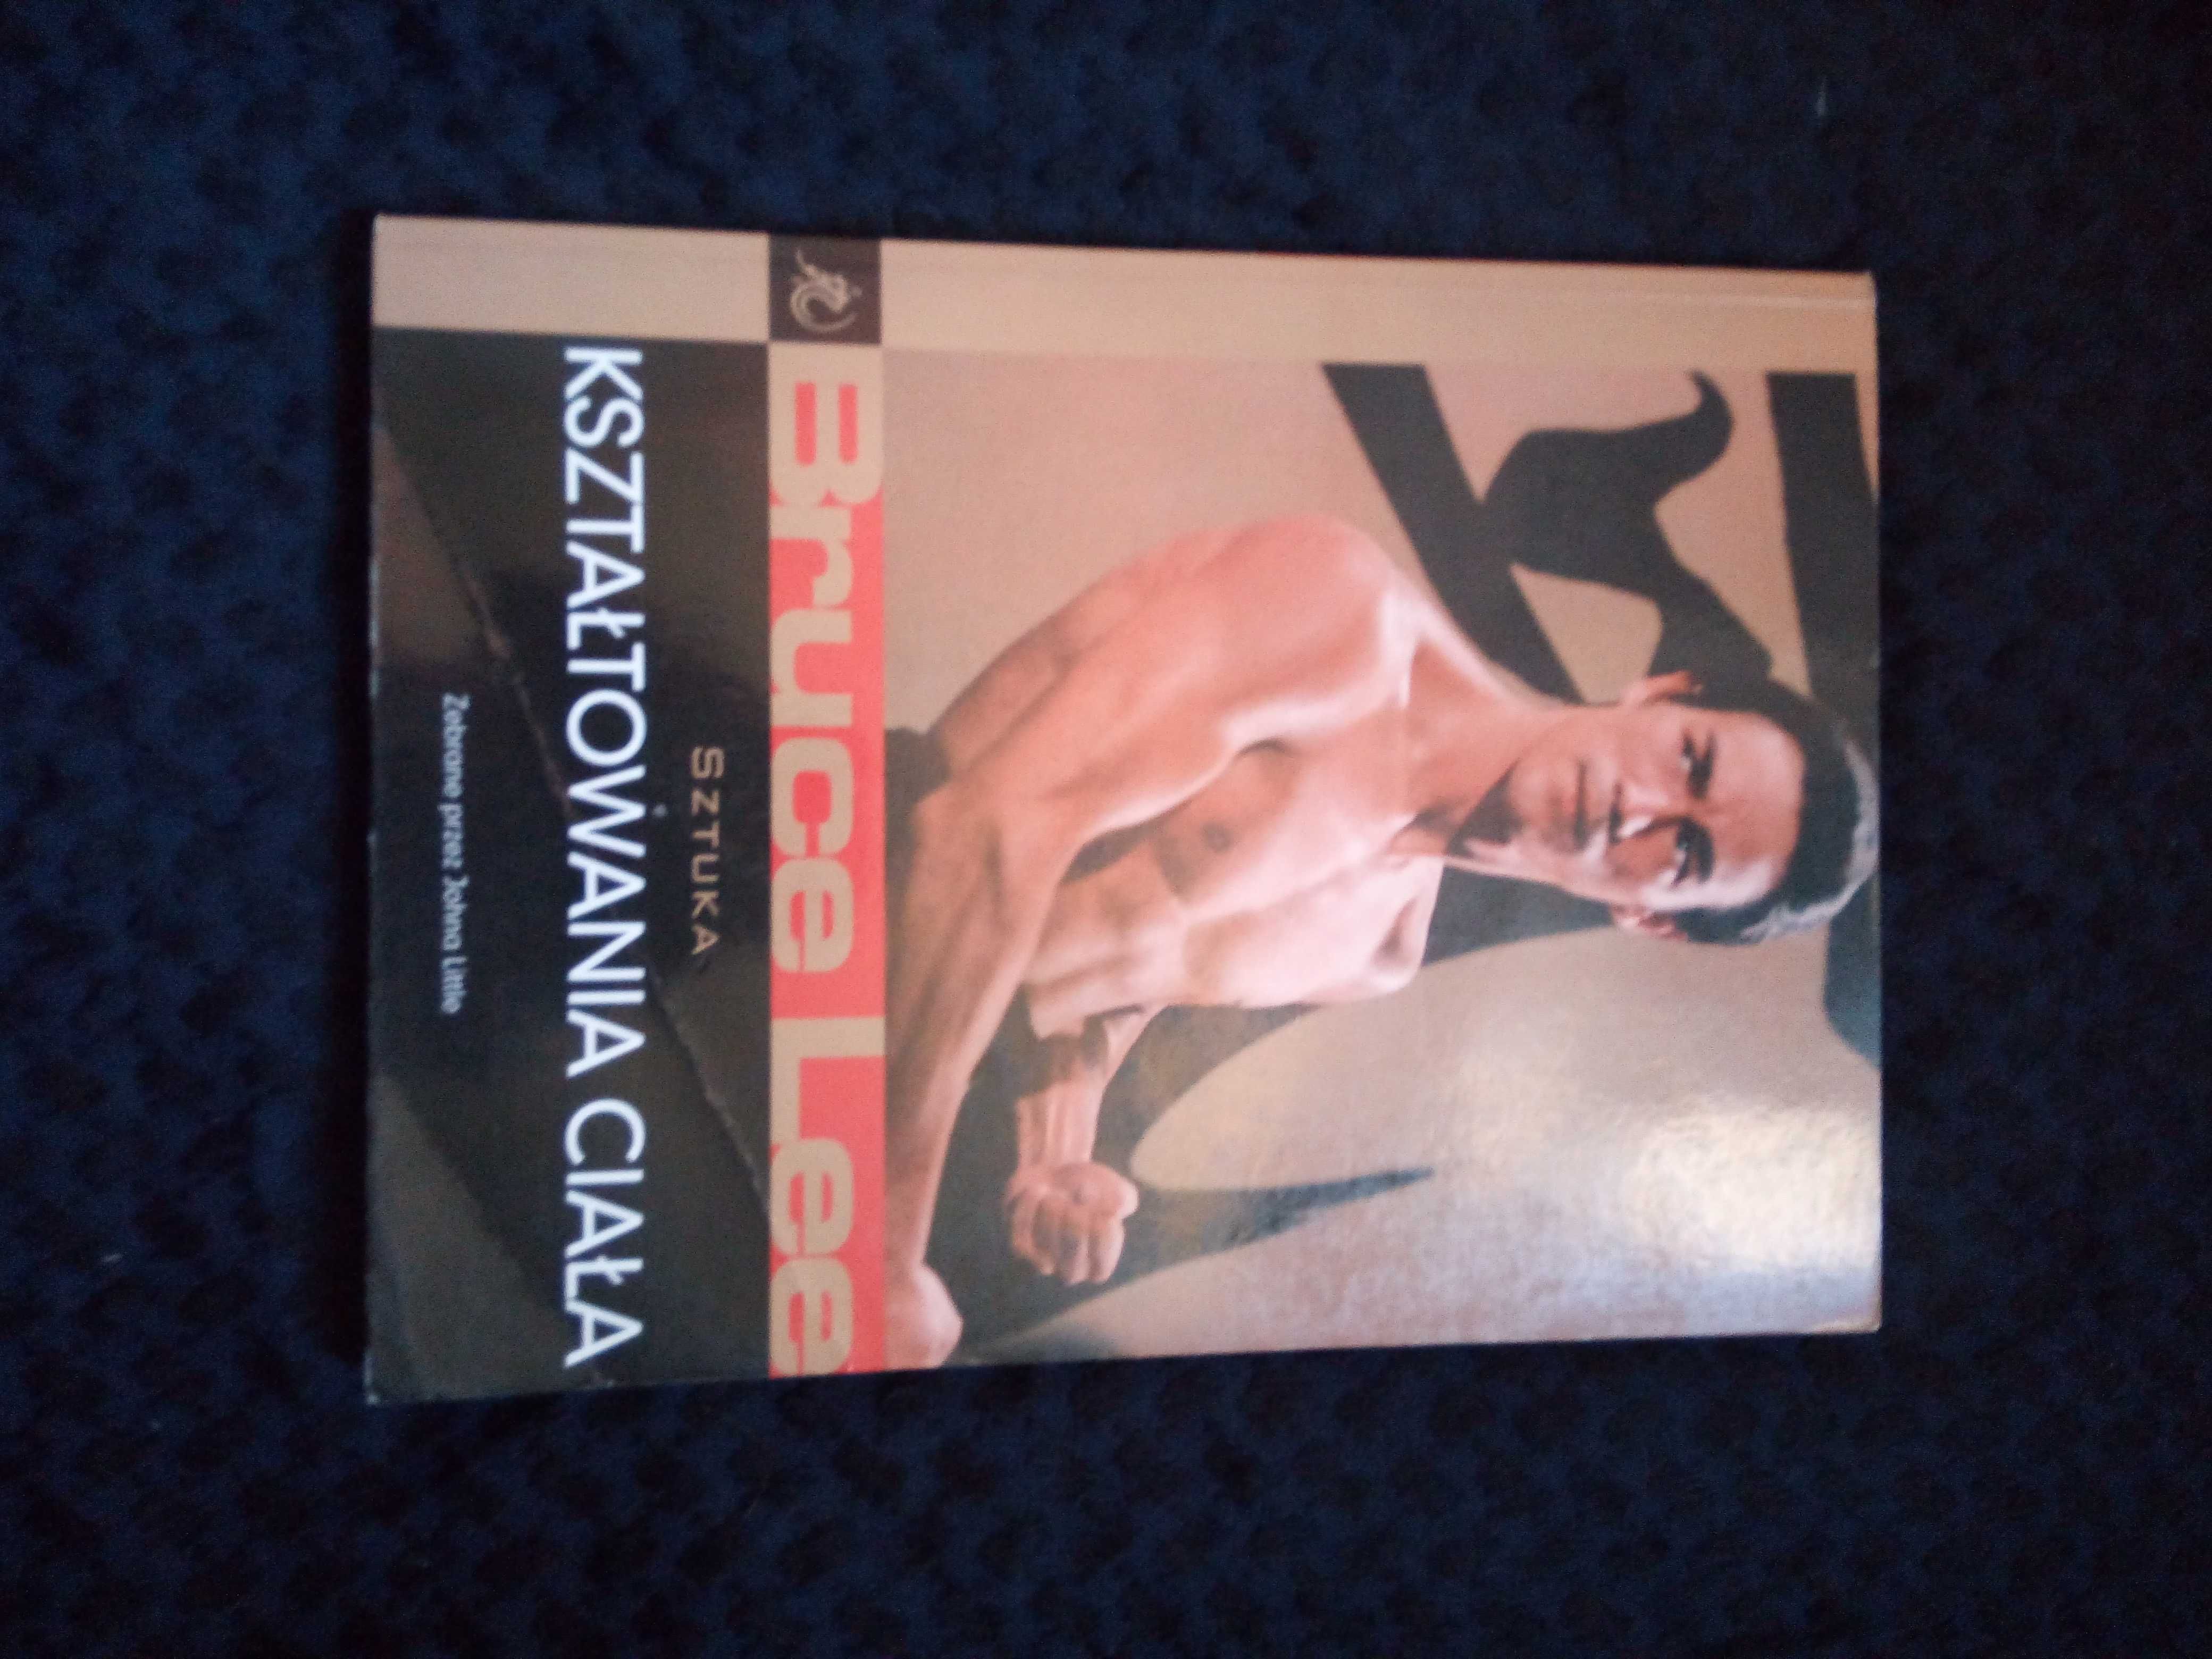 Bruce Lee
SZTUKA
KSZTAŁTOWANIA CIAŁA
Zebrane przez Johna Little